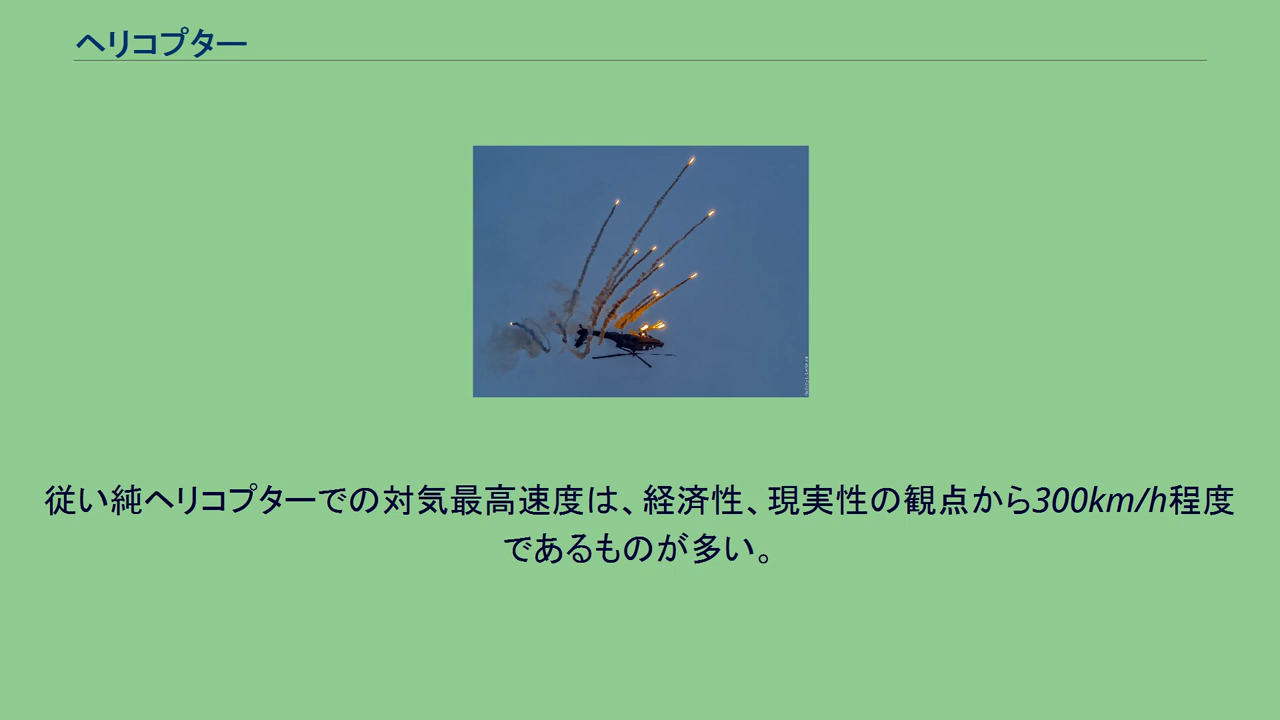 ヘリコプター
従い純ヘリコプターでの対気最高速度は、経済性、現実性の観点から300km/h程度
であるものが多い。